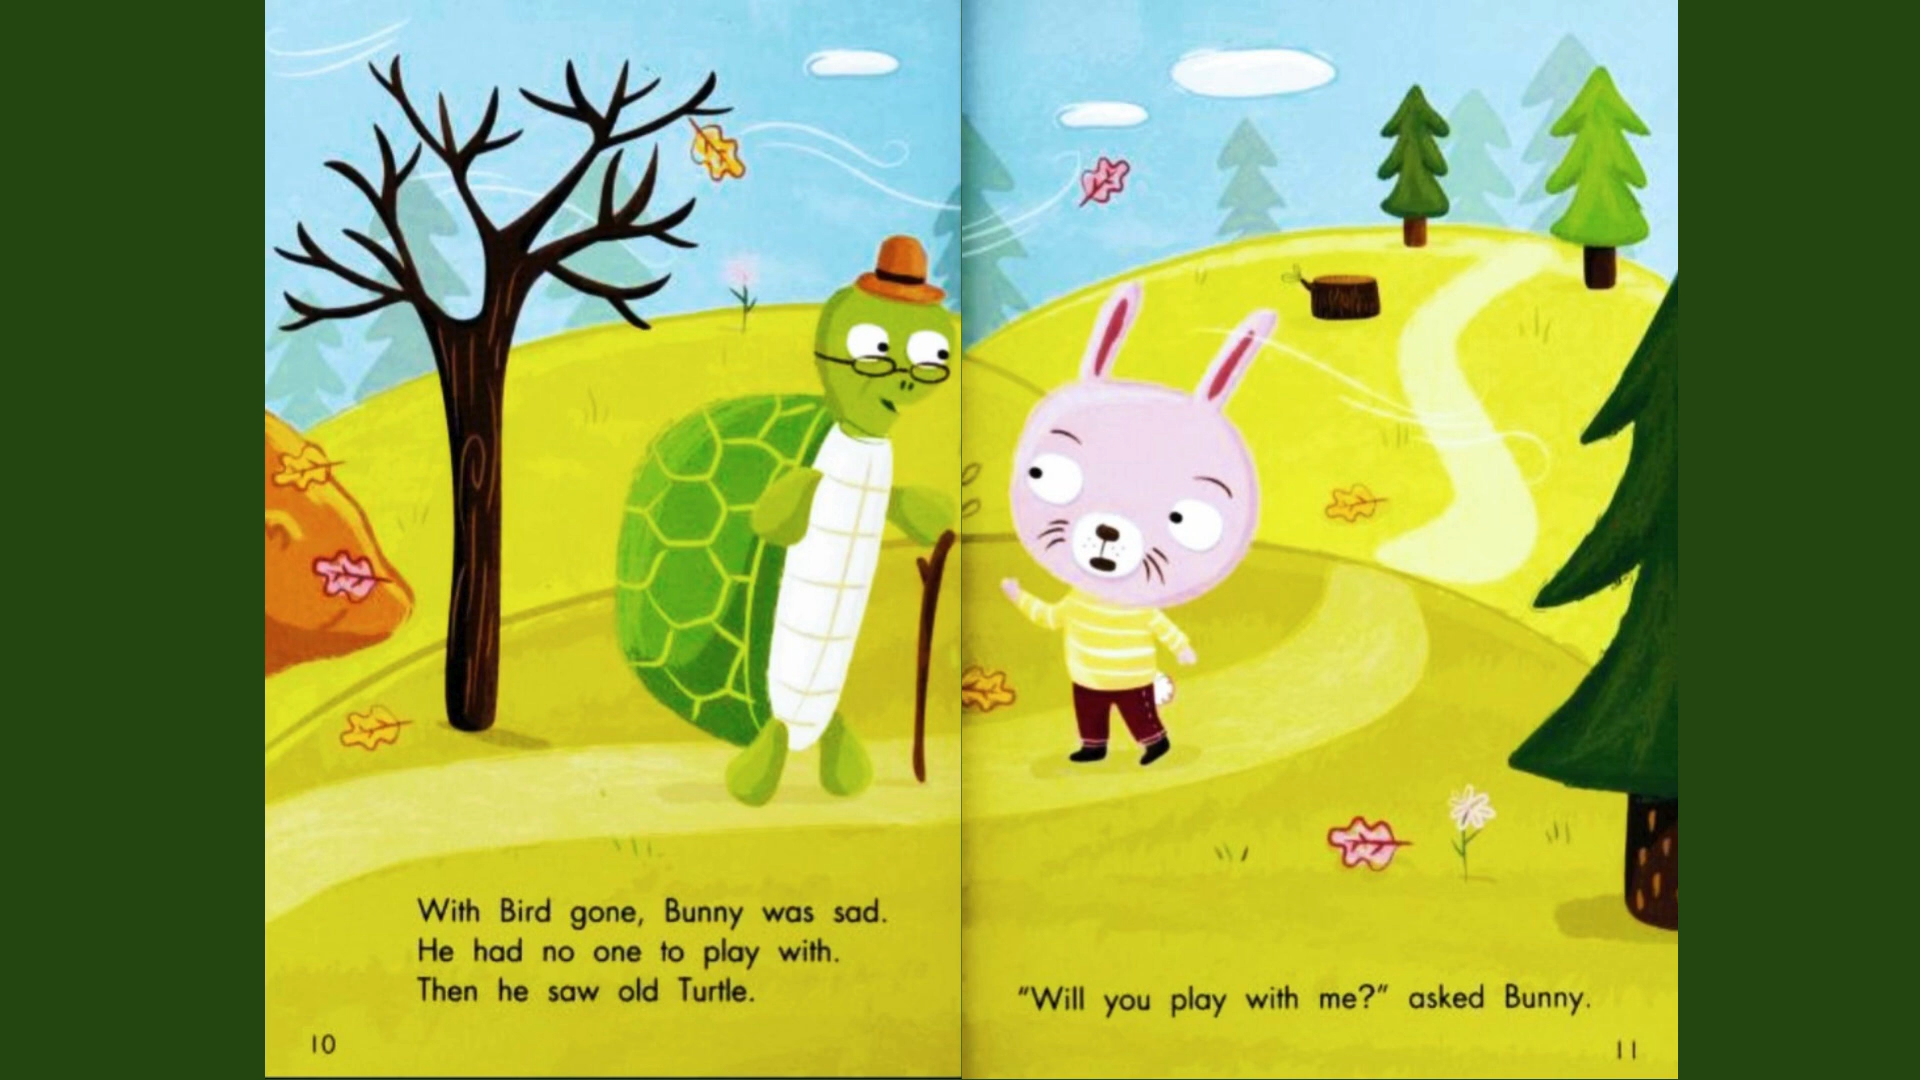 With Bird gone, Bunny was sad.
He had no one to play with.
Then he saw old Turtle.
10
“Will you play with me?” asked Bunny.
11